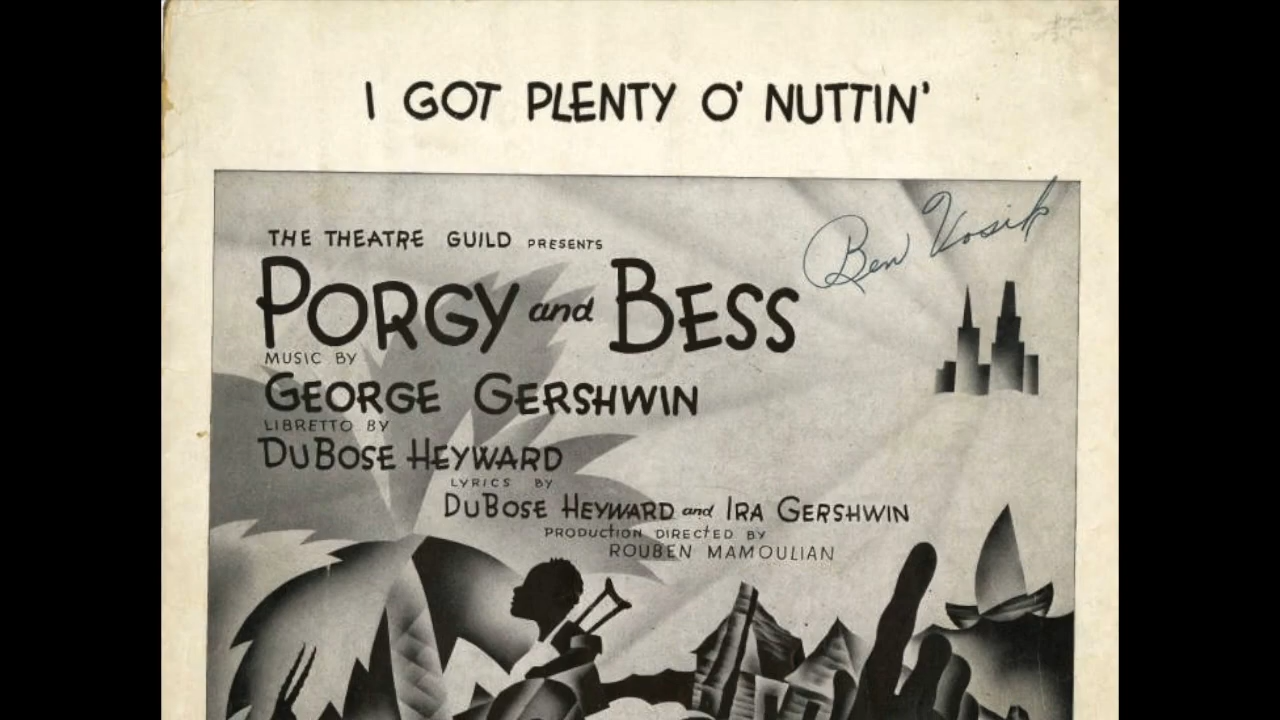 I GOT PLENTY O' NUTTIN'
Ben Vosik
THE THEATRE GUILD PRESENTS
PORGY and BESS
MUSIC BY
GEORGE GERSHWIN
LIBRETTO BY
DUBOSE HEYWARD
LYRICS BY
DUBOSE HEYWARD and IRA GERSHWIN
PRODUCTION DIRECTED BY
ROUBEN MAMOULIAN